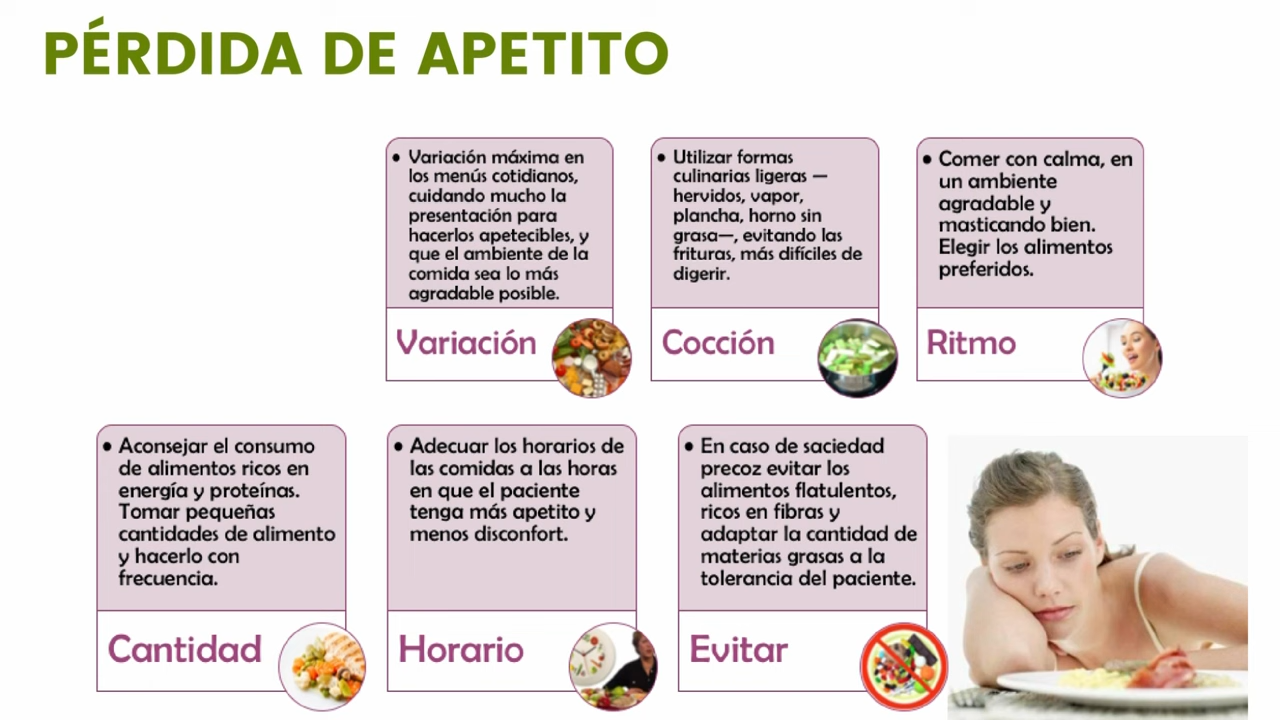 PÉRDIDA DE APETITO
• Variación máxima en
los menús cotidianos,
cuidando mucho la
presentación para
hacerlos apetecibles, y
que el ambiente de la
comida sea lo más
agradable posible.
Variación
• Utilizar formas
culinarias ligeras —
hervidos, vapor,
plancha, horno sin
grasa—, evitando las
frituras, más difíciles de
digerir.
Cocción
• Comer con calma, en
un ambiente
agradable y
masticando bien.
Elegir los alimentos
preferidos.
Ritmo
• Aconsejar el consumo
de alimentos ricos en
energía y proteínas.
Tomar pequeñas
cantidades de alimento
y hacerlo con
frecuencia.
Cantidad
• Adecuar los horarios de
las comidas a las horas
en que el paciente
tenga más apetito y
menos disconfort.
Horario
• En caso de saciedad
precoz evitar los
alimentos flatulentos,
ricos en fibras y
adaptar la cantidad de
materias grasas a la
tolerancia del paciente.
Evitar